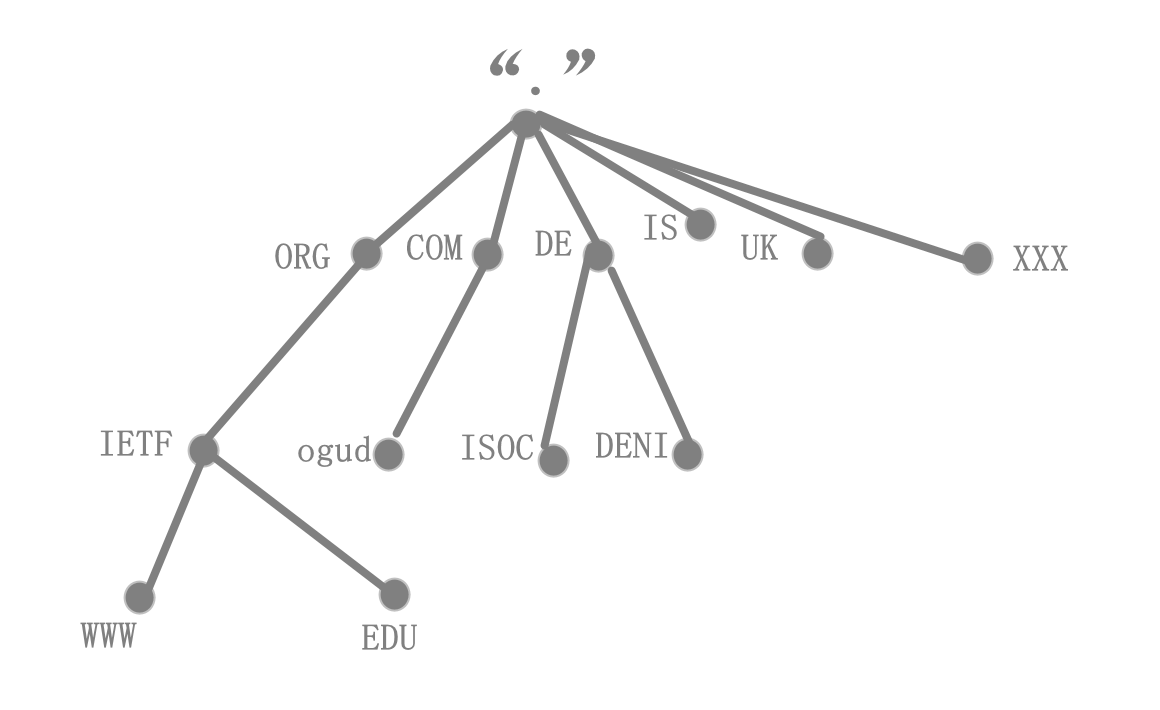 “.”
ORG
COM
DE
IS
UK
XXX
IETF
ogud
ISOC
DENI
WWW
EDU